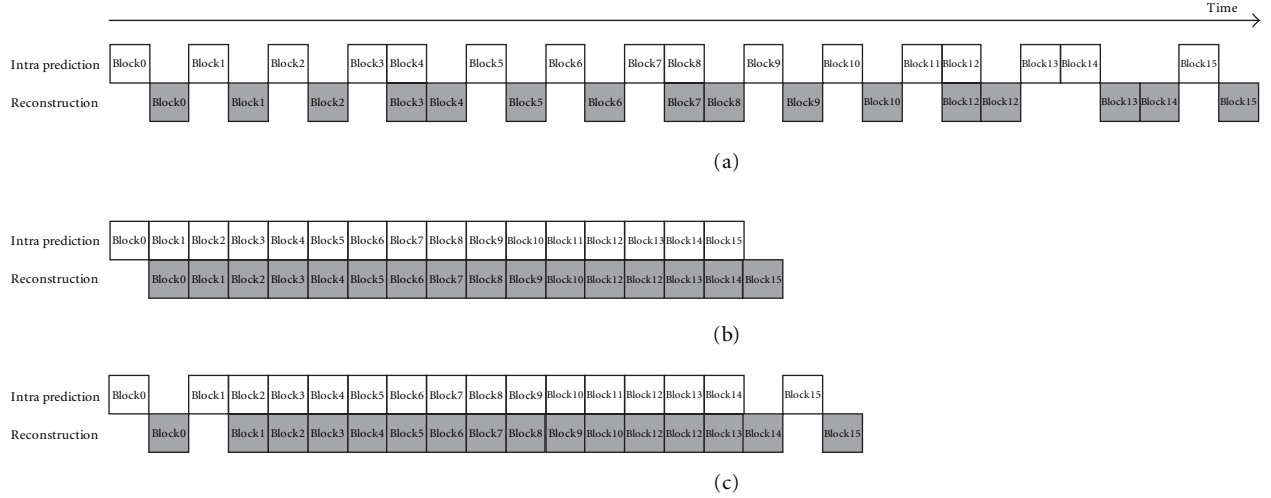 Time
Intra prediction Block0 Block1 Block2 Block3 Block4 Block5 Block6 Block7 Block8 Block9 Block10 Block11 Block12 Block13 Block14 Block15
Reconstruction Block0 Block1 Block2 Block3 Block4 Block5 Block6 Block7 Block8 Block9 Block10 Block12 Block12 Block13 Block14 Block15
(a)
Intra prediction Block0 Block1 Block2 Block3 Block4 Block5 Block6 Block7 Block8 Block9 Block10 Block11 Block12 Block13 Block14 Block15
Reconstruction Block0 Block1 Block2 Block3 Block4 Block5 Block6 Block7 Block8 Block9 Block10 Block12 Block12 Block13 Block14 Block15
(b)
Intra prediction Block0 Block1 Block2 Block3 Block4 Block5 Block6 Block7 Block8 Block9 Block10 Block11 Block12 Block13 Block14 Block15
Reconstruction Block0 Block1 Block2 Block3 Block4 Block5 Block6 Block7 Block8 Block9 Block10 Block12 Block12 Block13 Block14 Block15
(c)